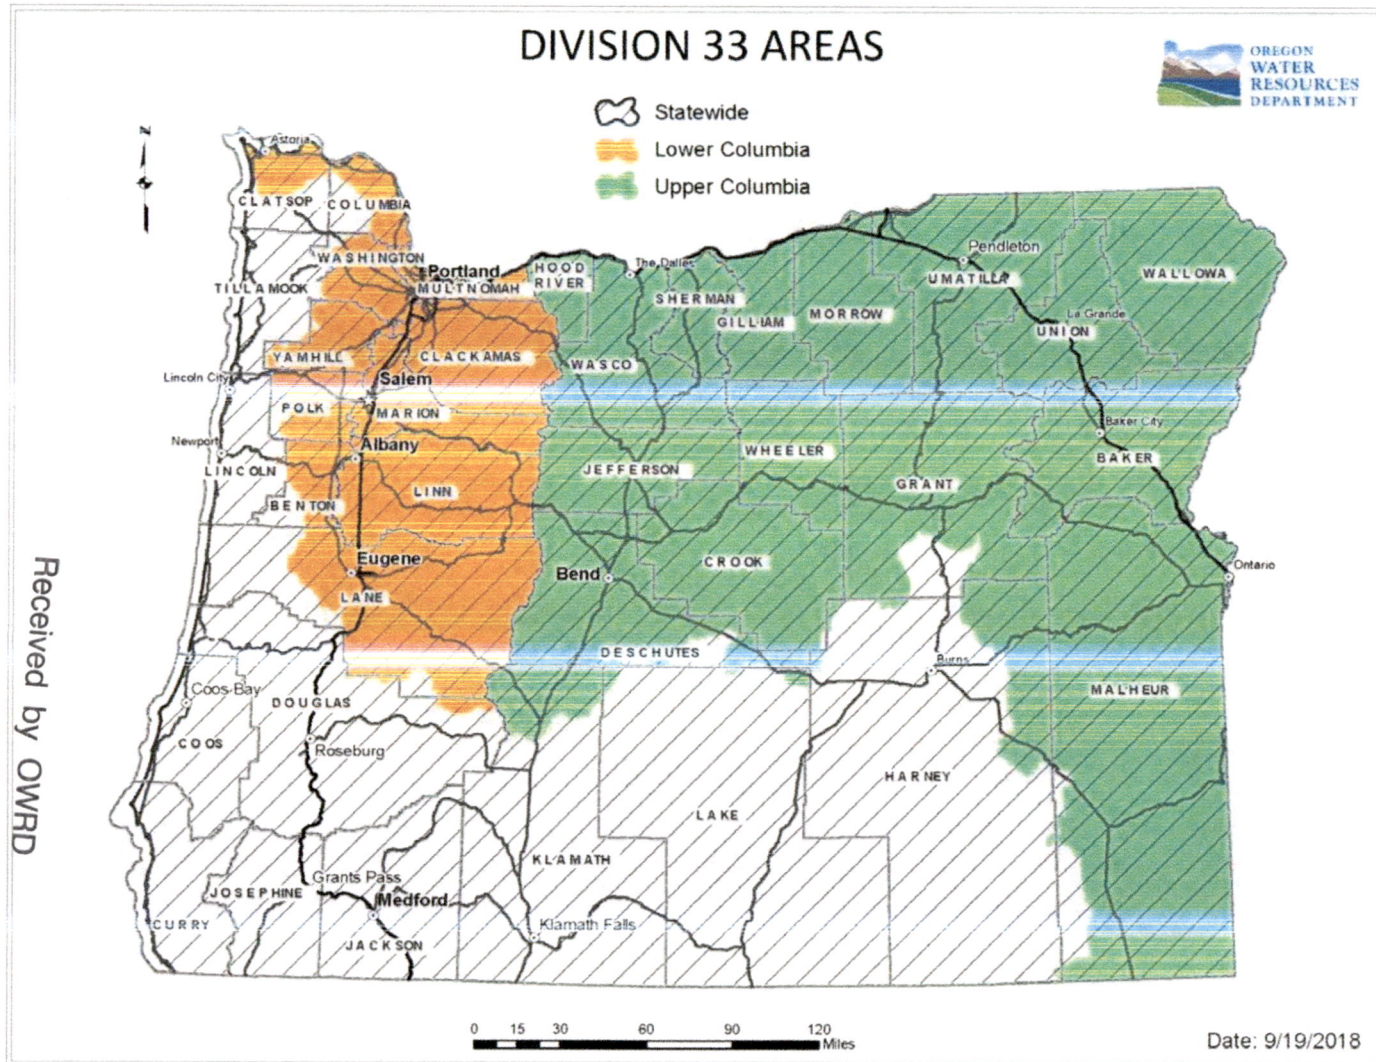 DIVISION 33 AREAS
OREGON
WATER
RESOURCES
DEPARTMENT
Statewide
Lower Columbia
Upper Columbia
N
Astoria
CLATSOP
COLUMBIA
WASHINGTON
Portland
MULTNOMAH
HOOD
RIVER
The Dalles
Pendleton
UMATILLA
WALLOWA
TILLAMOOK
SHERMAN
GILLIAM
MORROW
La Grande
UNION
YAMHILL
CLACKAMAS
WASCO
Lincoln City
Salem
POLK
MARION
Baker City
Newport
Albany
WHEELER
BAKER
LINCOLN
JEFFERSON
LINN
GRANT
BENTON
Eugene
Bend
CROOK
Ontario
LANE
DESCHUTES
Burns
Coos Bay
DOUGLAS
MALHEUR
COOS
Roseburg
HARNEY
LAKE
KLAMATH
Grants Pass
JOSEPHINE
Medford
CURRY
Klamath Falls
JACKSON
Received by OWRD
0 15 30 60 90 120
Miles
Date: 9/19/2018